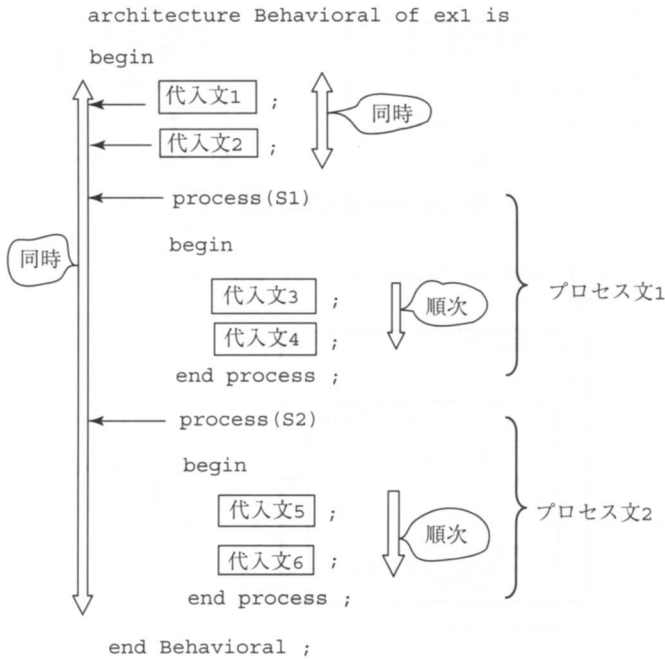 architecture Behavioral of ex1 is
begin
代入文1 ;
同時
代入文2 ;
process(S1)
begin
同時
代入文3 ;
順次
プロセス文1
代入文4 ;
end process ;
process(S2)
begin
代入文5 ;
順次
プロセス文2
代入文6 ;
end process ;
end Behavioral ;